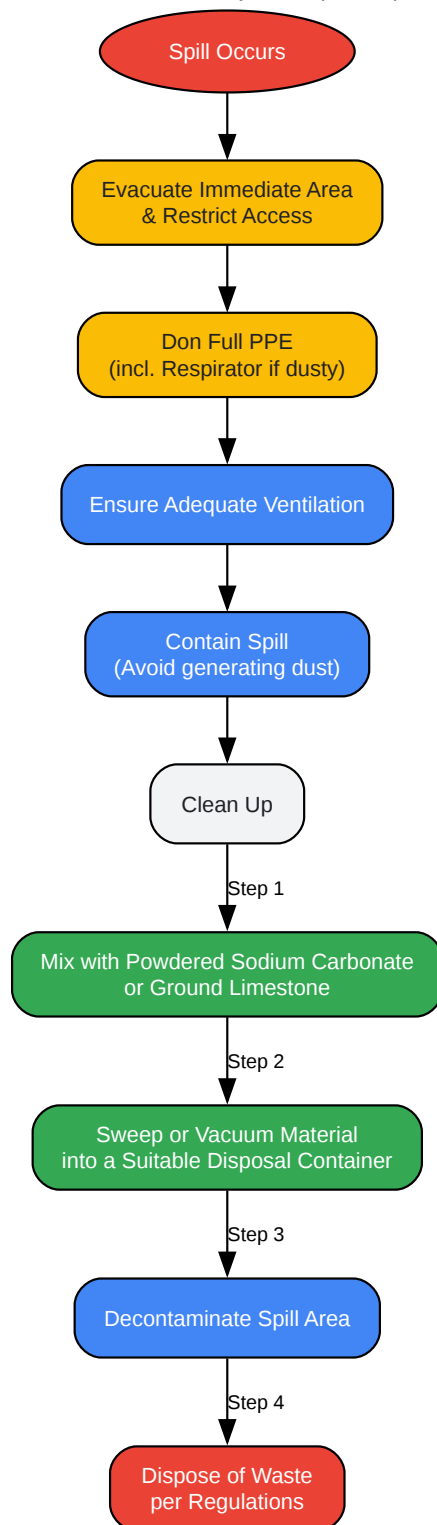 Spill Occurs
Evacuate Immediate Area
& Restrict Access
Don Full PPE
(incl. Respirator if dusty)
Ensure Adequate Ventilation
Contain Spill
(Avoid generating dust)
Clean Up
Step 1
Mix with Powdered Sodium Carbonate
or Ground Limestone
Step 2
Sweep or Vacuum Material
into a Suitable Disposal Container
Step 3
Decontaminate Spill Area
Step 4
Dispose of Waste
per Regulations